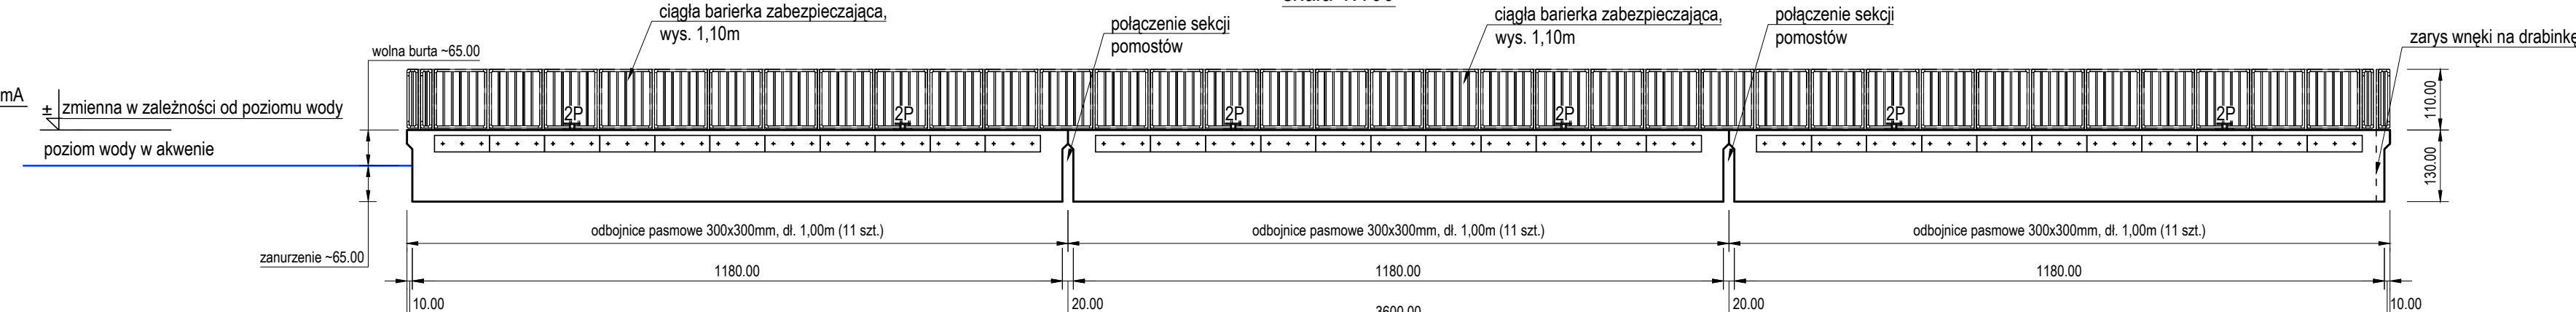 ciągła barierka zabezpieczająca,
wys. 1,10m
połączenie sekcji
pomostów
ciągła barierka zabezpieczająca,
wys. 1,10m
połączenie sekcji
pomostów
zarys wnęki na drabinkę
wolna burta ~65.00
mA
± zmienna w zależności od poziomu wody
poziom wody w akwenie
2P
2P
2P
2P
2P
2P
110.00
130.00
odbojnice pasmowe 300x300mm, dł. 1,00m (11 szt.)
odbojnice pasmowe 300x300mm, dł. 1,00m (11 szt.)
odbojnice pasmowe 300x300mm, dł. 1,00m (11 szt.)
zanurzenie ~65.00
1180.00
1180.00
1180.00
10.00
20.00
20.00
10.00
3600.00